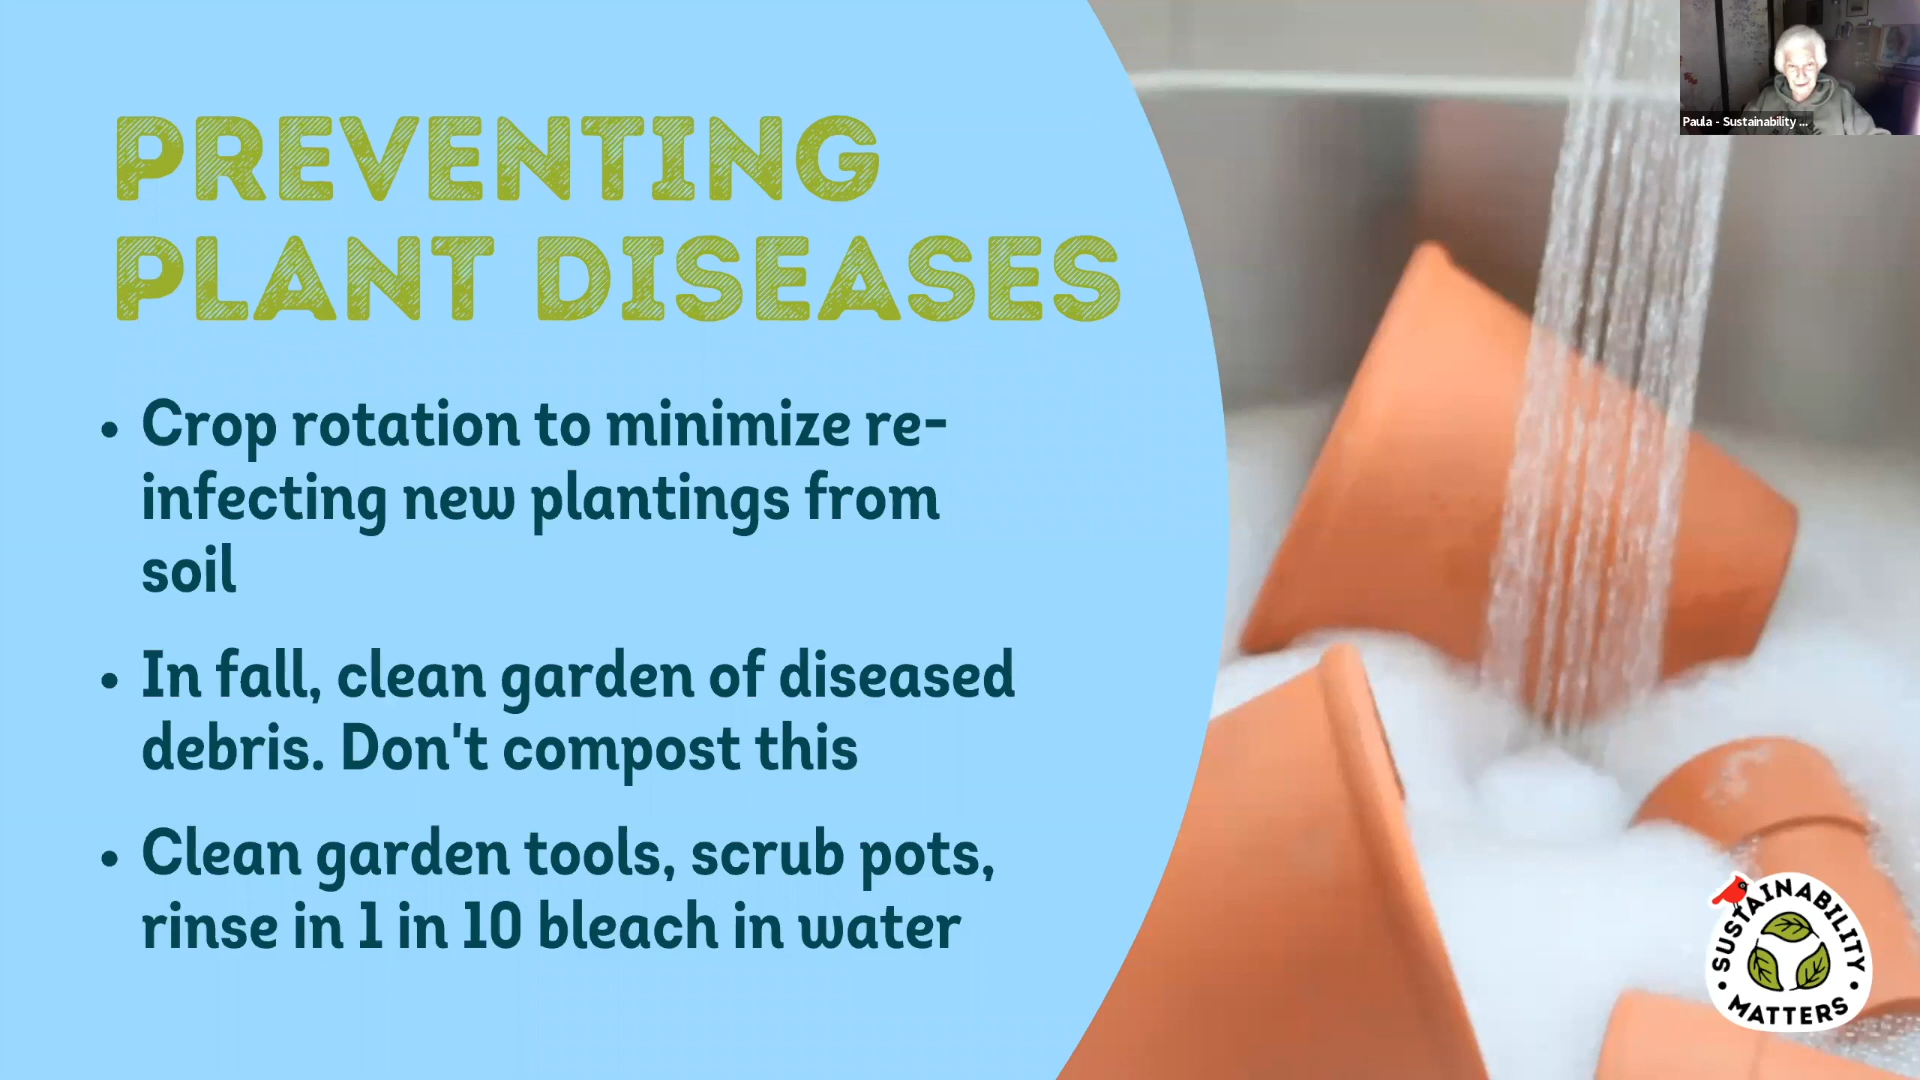 PREVENTING
PLANT DISEASES
• Crop rotation to minimize re-
infecting new plantings from
soil
• In fall, clean garden of diseased
debris. Don't compost this
• Clean garden tools, scrub pots,
rinse in 1 in 10 bleach in water
Paula - Sustainability ...
SUSTAINABILITY
• MATTERS •